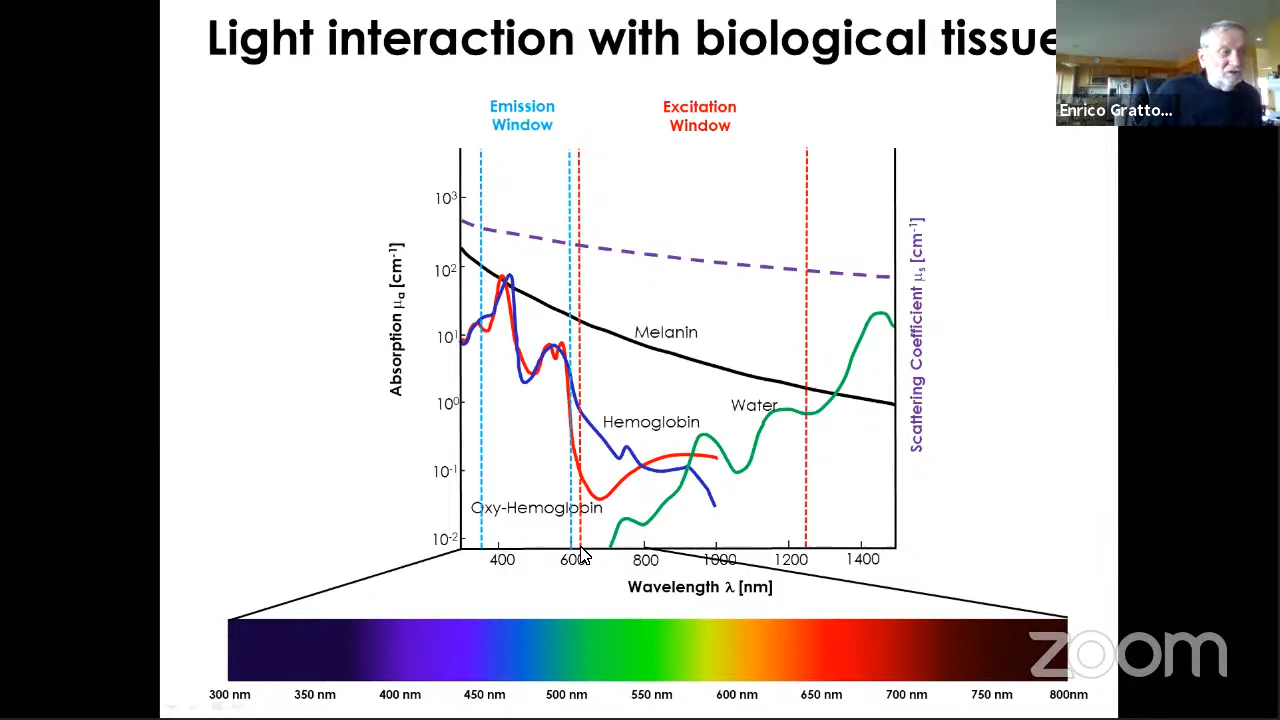 Light interaction with biological tissue
Enrico Gratto...
Emission
Window
Excitation
Window
10³
10²
10¹
10⁰
10⁻¹
10⁻²
Absorption μₐ [cm⁻¹]
Scattering Coefficient μₛ [cm⁻¹]
Melanin
Water
Hemoglobin
Oxy-Hemoglobin
400 600 800 1000 1200 1400
Wavelength λ [nm]
zoom
300 nm 350 nm 400 nm 450 nm 500 nm 550 nm 600 nm 650 nm 700 nm 750 nm 800nm